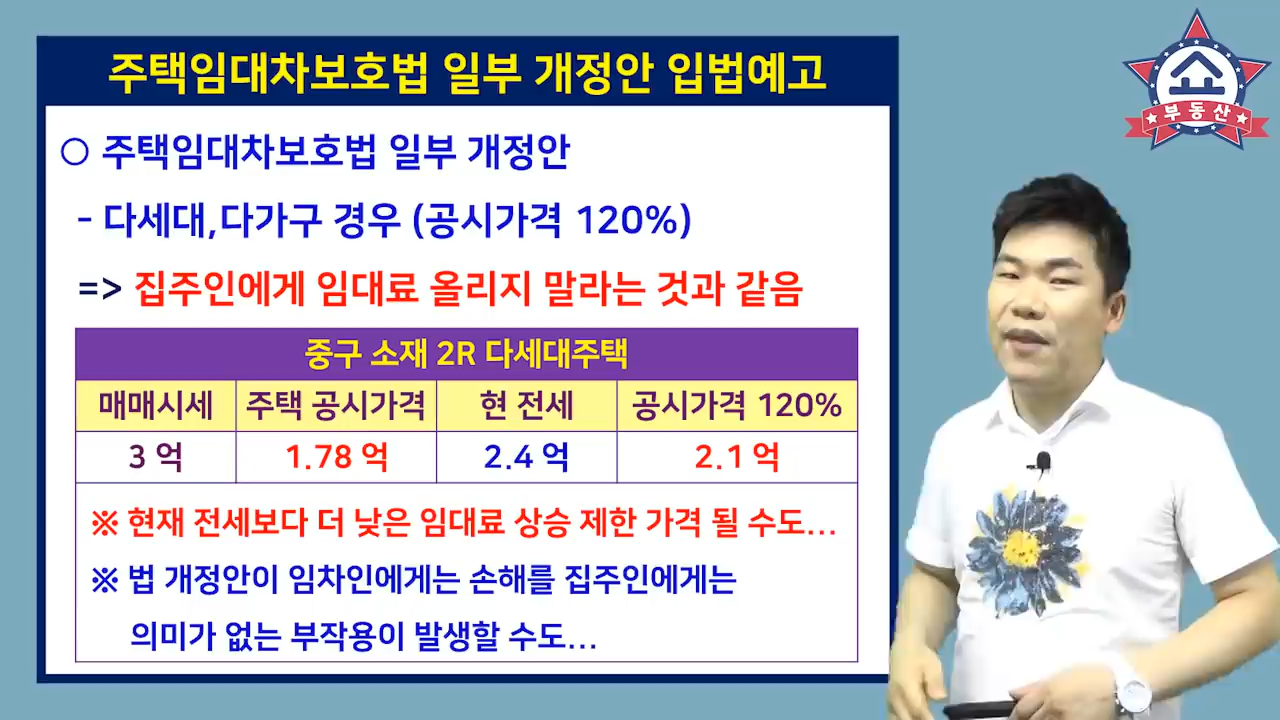 주택임대차보호법 일부 개정안 입법예고
부동산
○ 주택임대차보호법 일부 개정안
- 다세대,다가구 경우 (공시가격 120%)
=> 집주인에게 임대료 올리지 말라는 것과 같음
중구 소재 2R 다세대주택
매매시세 주택 공시가격 현 전세 공시가격 120%
3 억 1.78 억 2.4 억 2.1 억
※ 현재 전세보다 더 낮은 임대료 상승 제한 가격 될 수도...
※ 법 개정안이 임차인에게는 손해를 집주인에게는
의미가 없는 부작용이 발생할 수도...